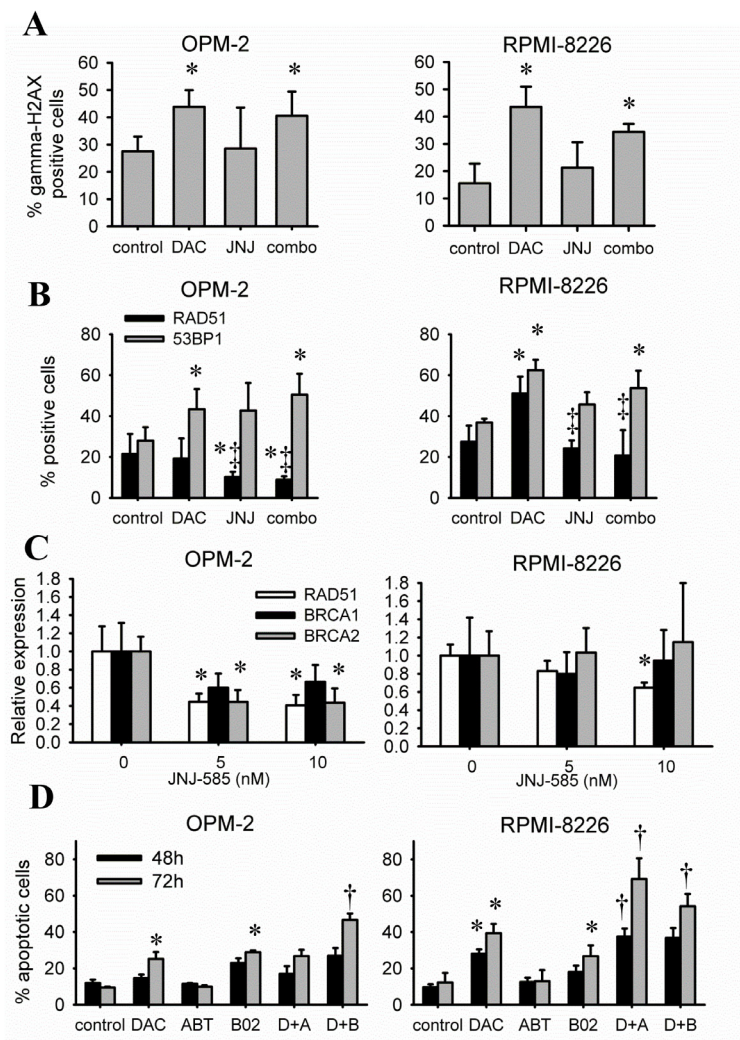 A
OPM-2
RPMI-8226
% gamma-H2AX
positive cells
60
50
40
30
20
10
0
* *
control DAC JNJ combo
60
50
40
30
20
10
0
* *
control DAC JNJ combo
B
OPM-2
RPMI-8226
RAD51
53BP1
% positive cells
80
60
40
20
0
* *‡ *‡ *
control DAC JNJ combo
80
60
40
20
0
* * ‡ ‡ *
control DAC JNJ combo
C
OPM-2
RPMI-8226
RAD51
BRCA1
BRCA2
Relative expression
1.8
1.6
1.4
1.2
1.0
0.8
0.6
0.4
0.2
0.0
* * * *
0 5 10
JNJ-585 (nM)
1.8
1.6
1.4
1.2
1.0
0.8
0.6
0.4
0.2
0.0
*
0 5 10
JNJ-585 (nM)
D
OPM-2
RPMI-8226
48h
72h
% apoptotic cells
80
60
40
20
0
* * †
control DAC ABT B02 D+A D+B
80
60
40
20
0
* * * † † †
control DAC ABT B02 D+A D+B